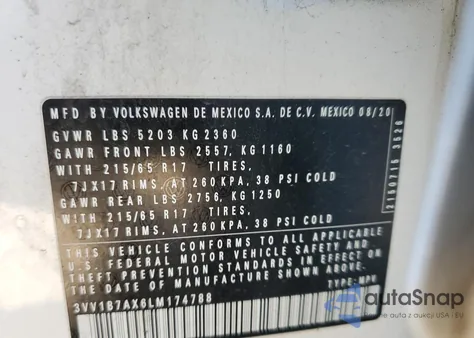 MFD BY VOLKSWAGEN DE MEXICO S.A. DE C.V. MEXICO 08/20
GVWR LBS 5203 KG 2360
GAWR FRONT LBS 2557, KG 1160
WITH 215/65 R17 TIRES,
7JX17 RIMS, AT 260 KPA, 38 PSI COLD
GAWR REAR LBS 2756, KG 1250
WITH 215/65 R17 TIRES,
7JX17 RIMS, AT 260 KPA, 38 PSI COLD
THIS VEHICLE CONFORMS TO ALL APPLICABLE
U.S. FEDERAL MOTOR VEHICLE SAFETY AND
THEFT PREVENTION STANDARDS IN EFFECT ON
THE DATE OF MANUFACTURE SHOWN ABOVE
3VV1B7AX6LM174788
TYPE: MPV
autoSnap